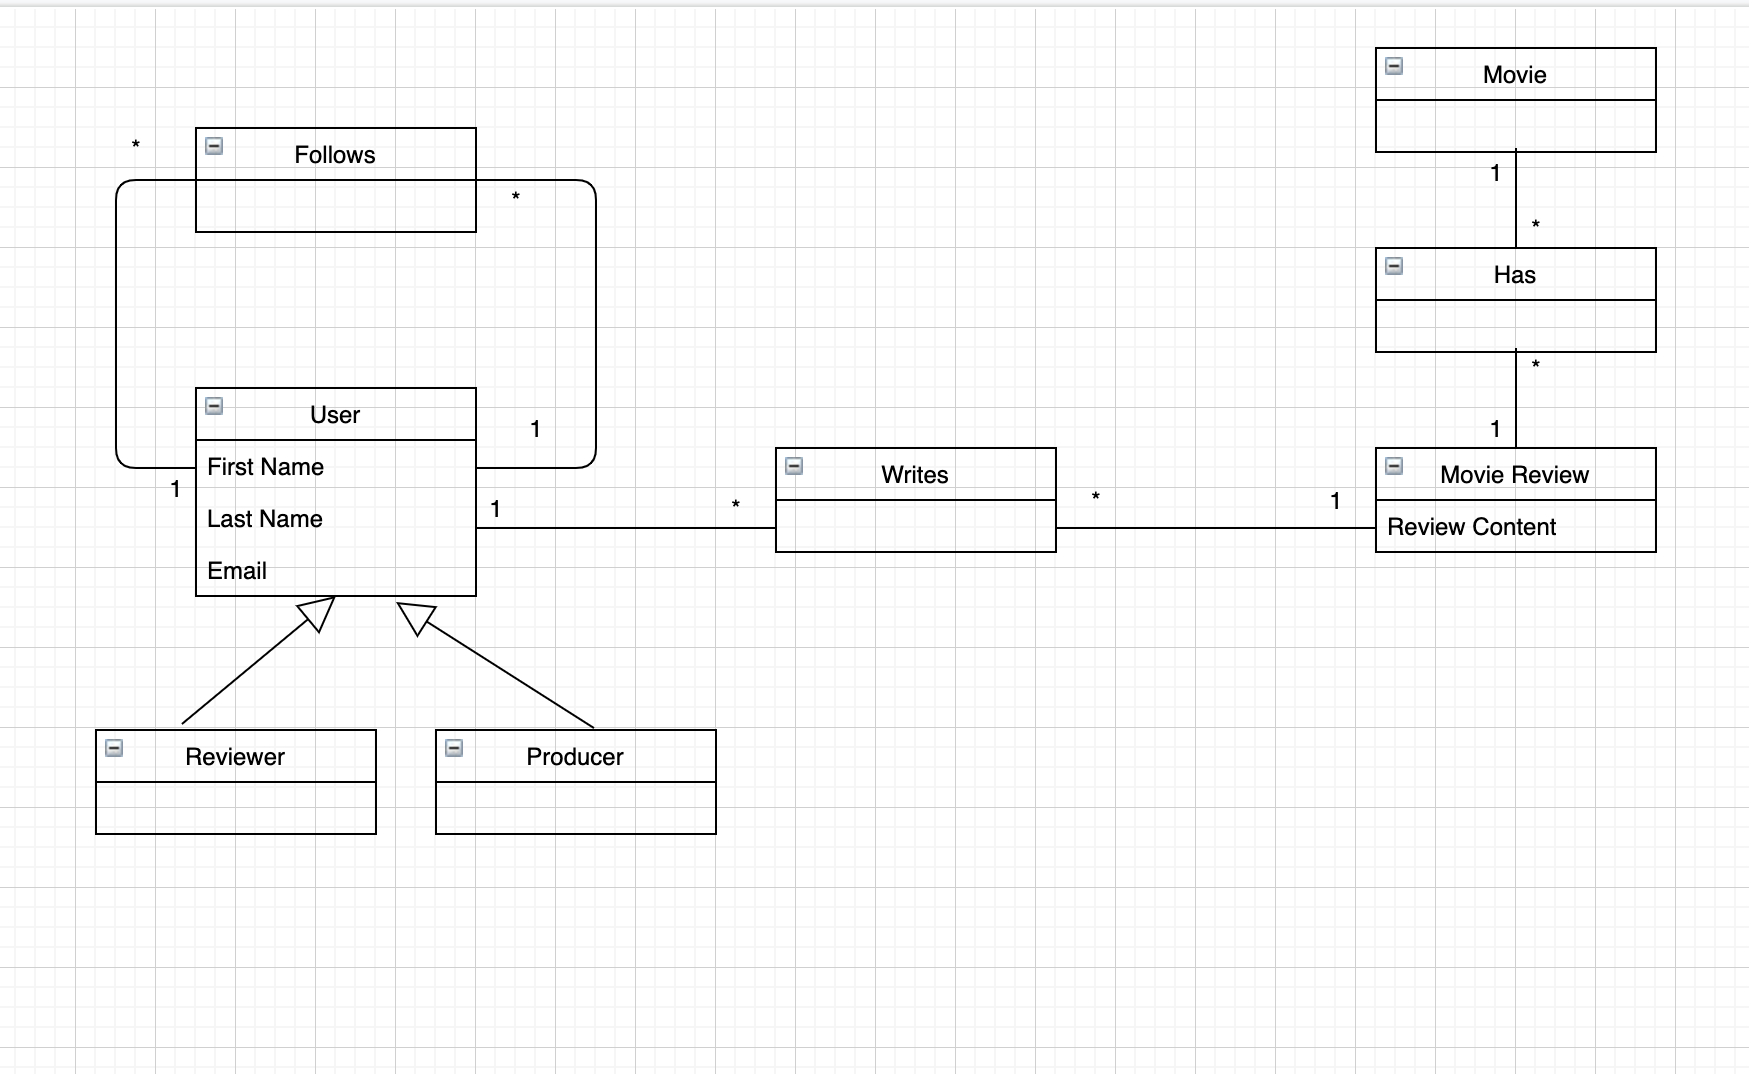 Movie
1
*
Has
*
1
Movie Review
Review Content
*
Follows
*
User
First Name
Last Name
Email
1
1
1
*
Writes
*
1
Reviewer
Producer